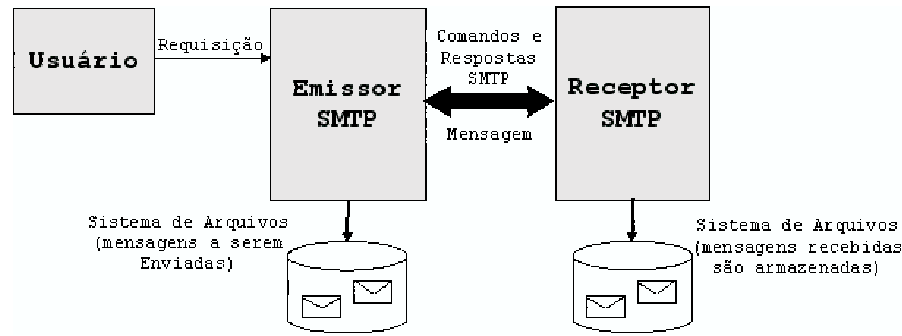 Usuário
Requisição
Emissor
SMTP
Comandos e
Respostas
SMTP
Mensagem
Receptor
SMTP
Sistema de Arquivos
(mensagens a serem
Enviadas)
Sistema de Arquivos
(mensagens recebidas
são armazenadas)